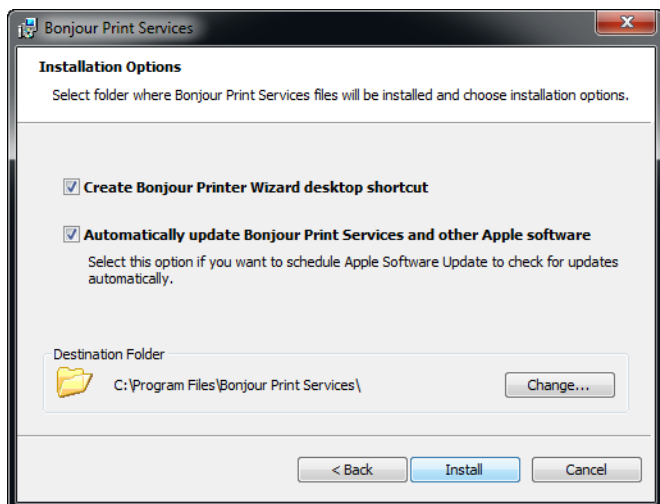 Bonjour Print Services
Installation Options
Select folder where Bonjour Print Services files will be installed and choose installation options.
Create Bonjour Printer Wizard desktop shortcut
Automatically update Bonjour Print Services and other Apple software
Select this option if you want to schedule Apple Software Update to check for updates
automatically.
Destination Folder
C:\Program Files\Bonjour Print Services\
Change...
< Back
Install
Cancel